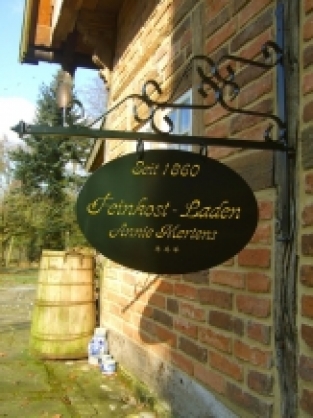 Seit 1860
Feinkost-Laden
Annie Mertens
***